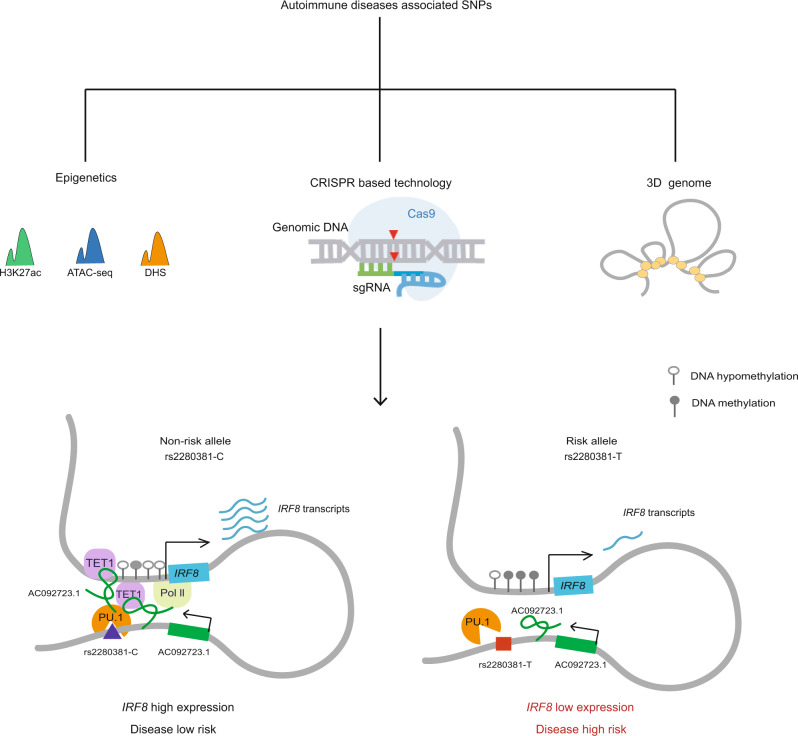 Autoimmune diseases associated SNPs
Epigenetics
CRISPR based technology
3D genome
Cas9
Genomic DNA
H3K27ac
ATAC-seq
DHS
sgRNA
DNA hypomethylation
DNA methylation
Non-risk allele
rs2280381-C
Risk allele
rs2280381-T
IRF8 transcripts
IRF8 transcripts
TET1
IRF8
IRF8
AC092723.1
TET1
Pol II
PU.1
AC092723.1
PU.1
rs2280381-C
AC092723.1
rs2280381-T
AC092723.1
IRF8 high expression
Disease low risk
IRF8 low expression
Disease high risk